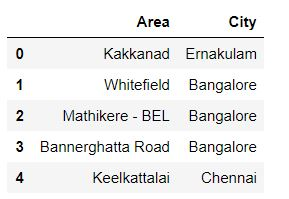 Area City
0 Kakkanad Ernakulam
1 Whitefield Bangalore
2 Mathikere - BEL Bangalore
3 Bannerghatta Road Bangalore
4 Keelkattalai Chennai